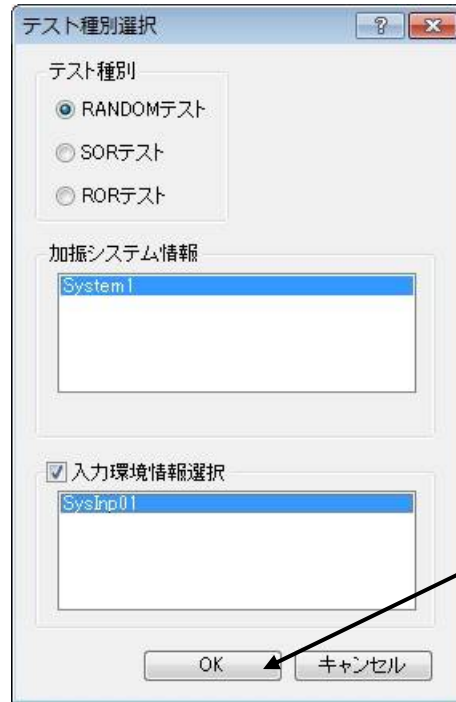 テスト種別選択
テスト種別
RANDOMテスト
SORテスト
RORテスト
加振システム情報
System1
入力環境情報選択
SysInp01
OK
キャンセル